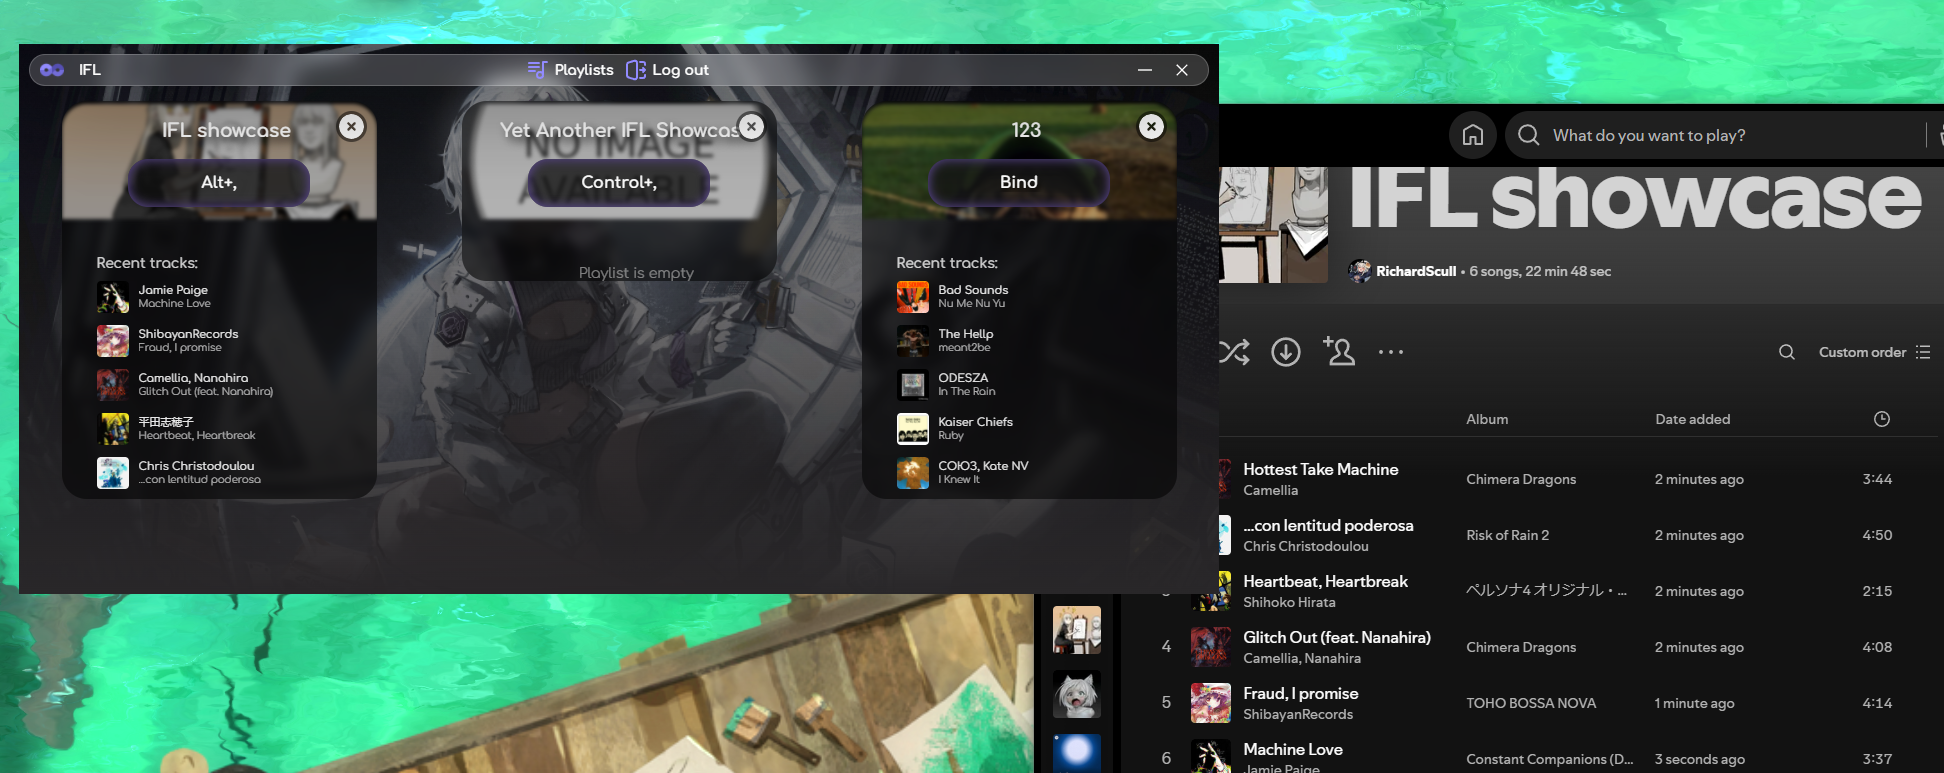 IFL
Playlists
Log out
IFL showcase
Alt+,
Recent tracks:
Jamie Paige
Machine Love
ShibayanRecords
Fraud, I promise
Camellia, Nanahira
Glitch Out (feat. Nanahira)
平田志穂子
Heartbeat, Heartbreak
Chris Christodoulou
...con lentitud poderosa
Yet Another IFL Showcas
NO IMAGE
AVAILABLE
Control+,
Playlist is empty
123
Bind
Recent tracks:
Bad Sounds
Nu Me Nu Yu
The Hellp
meant2be
ODESZA
In The Rain
Kaiser Chiefs
Ruby
СОЮЗ, Kate NV
I Knew It
What do you want to play?
IFL showcase
RichardScull • 6 songs, 22 min 48 sec
Custom order
Album Date added
Hottest Take Machine
Camellia
Chimera Dragons 2 minutes ago 3:44
...con lentitud poderosa
Chris Christodoulou
Risk of Rain 2 2 minutes ago 4:50
Heartbeat, Heartbreak
Shihoko Hirata
ペルソナ4 オリジナル・... 2 minutes ago 2:15
4 Glitch Out (feat. Nanahira)
Camellia, Nanahira
Chimera Dragons 2 minutes ago 4:08
5 Fraud, I promise
ShibayanRecords
TOHO BOSSA NOVA 1 minute ago 4:14
6 Machine Love
Jamie Paige
Constant Companions (D... 3 seconds ago 3:37